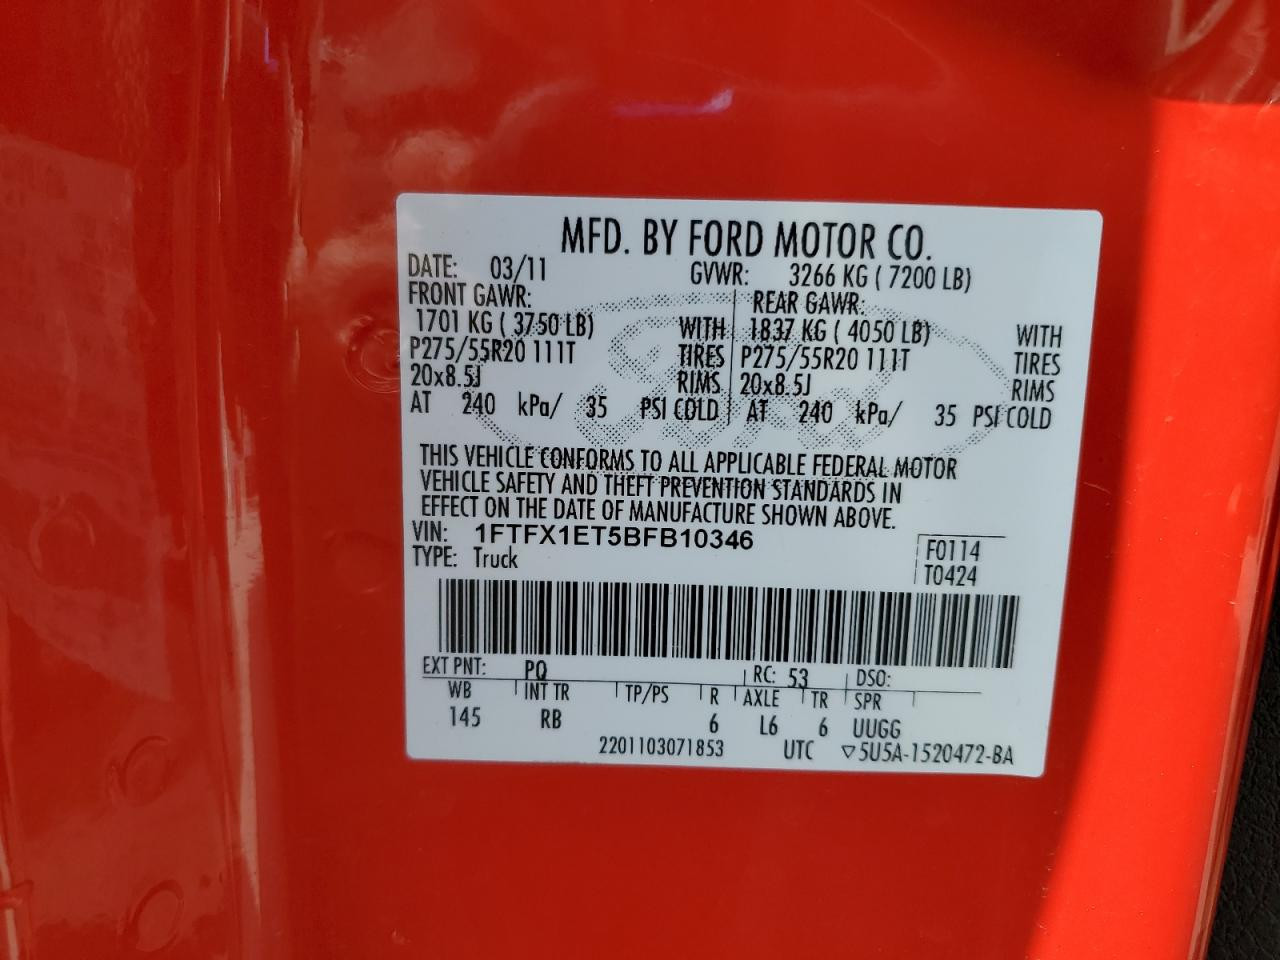 MFD. BY FORD MOTOR CO.
DATE: 03/11 GVWR: 3266 KG ( 7200 LB)
FRONT GAWR: REAR GAWR:
1701 KG ( 3750 LB) WITH 1837 KG ( 4050 LB) WITH
P275/55R20 111T TIRES P275/55R20 111T TIRES
20x8.5J RIMS 20x8.5J RIMS
AT 240 kPa/ 35 PSI COLD AT 240 kPa/ 35 PSI COLD
THIS VEHICLE CONFORMS TO ALL APPLICABLE FEDERAL MOTOR
VEHICLE SAFETY AND THEFT PREVENTION STANDARDS IN
EFFECT ON THE DATE OF MANUFACTURE SHOWN ABOVE.
VIN: 1FTFX1ET5BFB10346 F0114
TYPE: Truck T0424
EXT PNT: PQ RC: 53 DSO:
WB INT TR TP/PS R AXLE TR SPR
145 RB 6 L6 6 UUGG
2201103071853 UTC ▽5U5A-1520472-BA